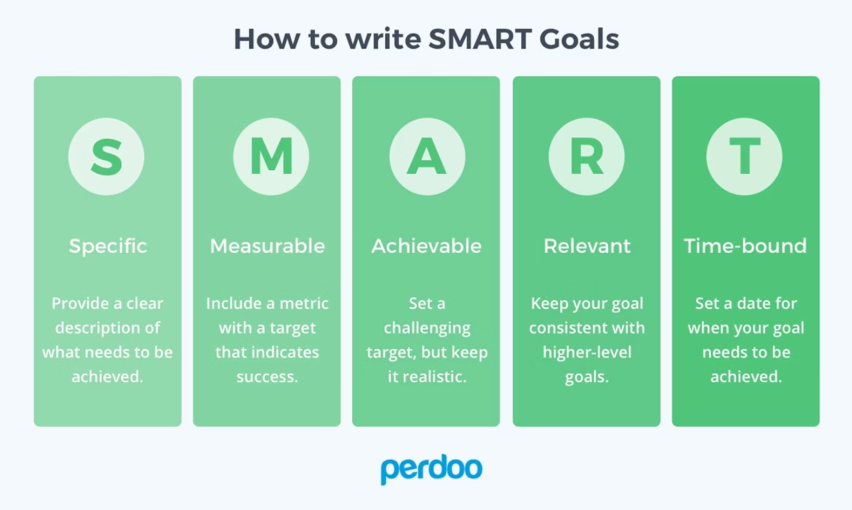 How to write SMART Goals
S
Specific
Provide a clear
description of
what needs to be
achieved.
M
Measurable
Include a metric
with a target
that indicates
success.
A
Achievable
Set a
challenging
target, but keep
it realistic.
R
Relevant
Keep your goal
consistent with
higher-level
goals.
T
Time-bound
Set a date for
when your goal
needs to be
achieved.
perdoo